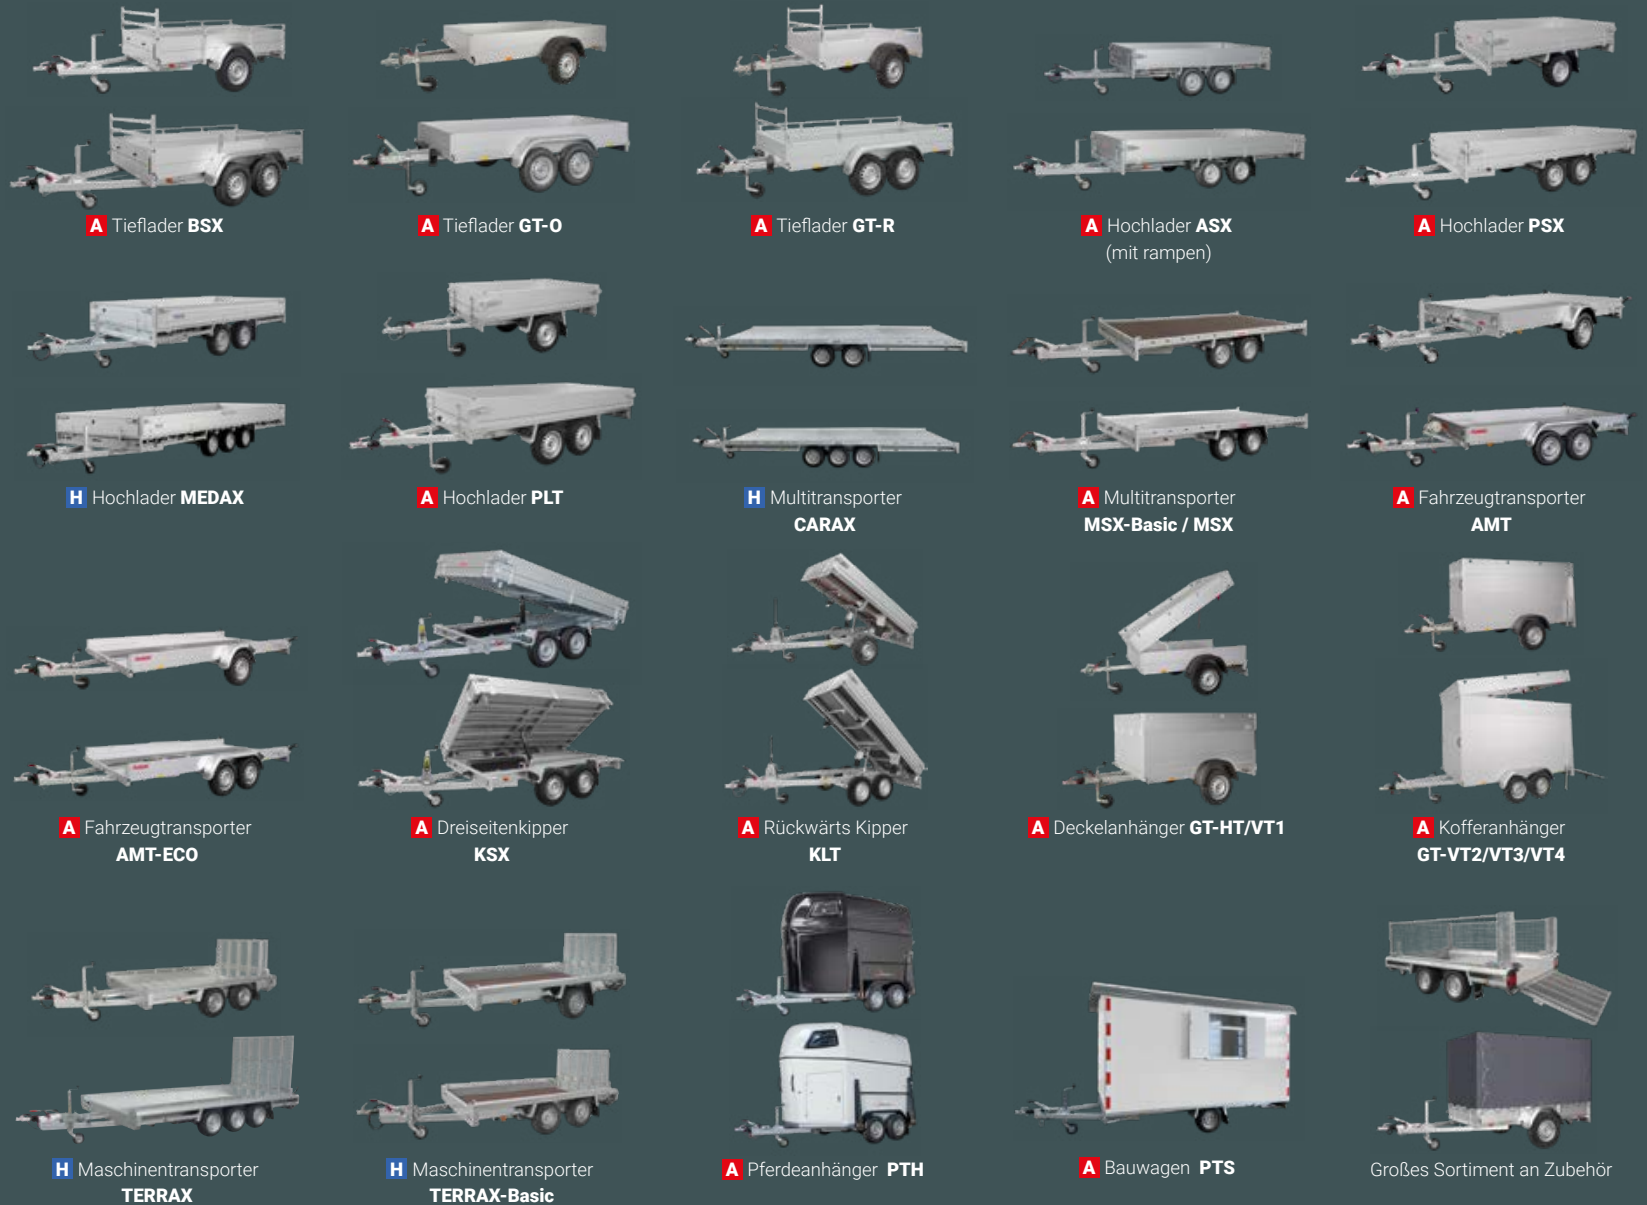 A Tieflader BSX
A Tieflader GT-O
A Tieflader GT-R
A Hochlader ASX
(mit rampen)
A Hochlader PSX
H Hochlader MEDAX
A Hochlader PLT
H Multitransporter
CARAX
A Multitransporter
MSX-Basic / MSX
A Fahrzeugtransporter
AMT
A Fahrzeugtransporter
AMT-ECO
A Dreiseitenkipper
KSX
A Rückwärts Kipper
KLT
A Deckelanhänger GT-HT/VT1
A Kofferanhänger
GT-VT2/VT3/VT4
H Maschinentransporter
TERRAX
H Maschinentransporter
TERRAX-Basic
A Pferdeanhänger PTH
A Bauwagen PTS
Großes Sortiment an Zubehör